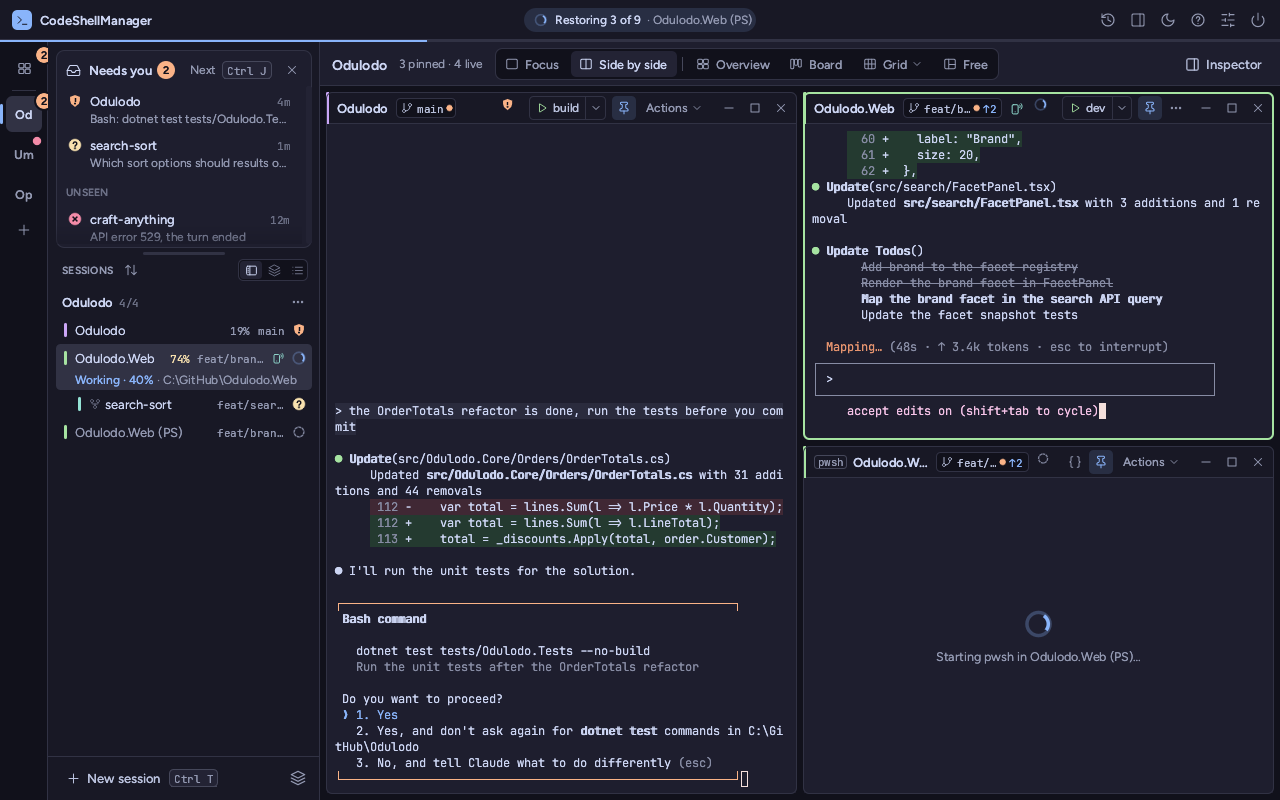 CodeShellManager
Restoring 3 of 9 · Odulodo.Web (PS)
2
Needs you 2 Next Ctrl J
Odulodo 4m
Bash: dotnet test tests/Odulodo.Te…
search-sort 1m
Which sort options should results o…
UNSEEN
craft-anything 12m
API error 529, the turn ended
2
Od
Um
Op
SESSIONS
Odulodo 4/4
Odulodo 19% main
Odulodo.Web 74% feat/bran…
Working · 40% · C:\GitHub\Odulodo.Web
search-sort feat/sear… ?
Odulodo.Web (PS) feat/bran…
+ New session Ctrl T
Odulodo 3 pinned · 4 live Focus Side by side Overview Board Grid Free Inspector
Odulodo main build Actions
> the OrderTotals refactor is done, run the tests before you com
mit
● Update(src/Odulodo.Core/Orders/OrderTotals.cs)
Updated src/Odulodo.Core/Orders/OrderTotals.cs with 31 addi
tions and 44 removals
112 - var total = lines.Sum(l => l.Price * l.Quantity);
112 + var total = lines.Sum(l => l.LineTotal);
113 + total = _discounts.Apply(total, order.Customer);
● I'll run the unit tests for the solution.
Bash command
dotnet test tests/Odulodo.Tests --no-build
Run the unit tests after the OrderTotals refactor
Do you want to proceed?
❯ 1. Yes
2. Yes, and don't ask again for dotnet test commands in C:\Gi
tHub\Odulodo
3. No, and tell Claude what to do differently (esc)
Odulodo.Web feat/b… ↑2 dev …
60 + label: "Brand",
61 + size: 20,
62 + },
● Update(src/search/FacetPanel.tsx)
Updated src/search/FacetPanel.tsx with 3 additions and 1 re
moval
● Update Todos()
Add brand to the facet registry
Render the brand facet in FacetPanel
Map the brand facet in the search API query
Update the facet snapshot tests
Mapping… (48s · ↑ 3.4k tokens · esc to interrupt)
>
accept edits on (shift+tab to cycle)
pwsh Odulodo.W… feat/… ↑2 {} Actions
Starting pwsh in Odulodo.Web (PS)…